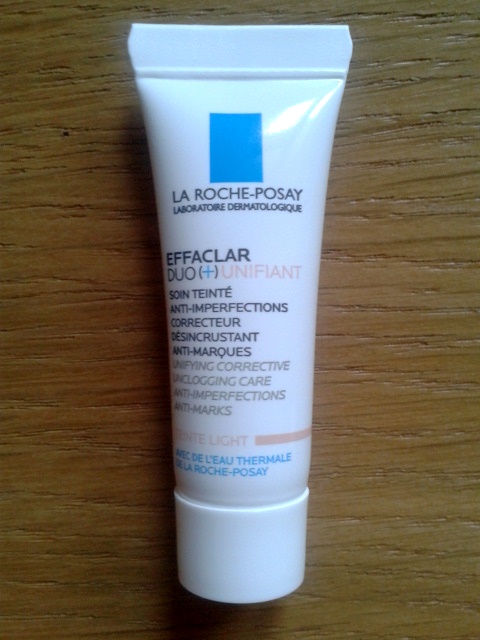 LA ROCHE-POSAY
LABORATOIRE DERMATOLOGIQUE
EFFACLAR
DUO(+) UNIFIANT
SOIN TEINTÉ
ANTI-IMPERFECTIONS
CORRECTEUR
DÉSINCRUSTANT
ANTI-MARQUES
UNIFYING CORRECTIVE
UNCLOGGING CARE
ANTI-IMPERFECTIONS
ANTI-MARKS
TEINTE LIGHT
AVEC DE L'EAU THERMALE
DE LA ROCHE-POSAY